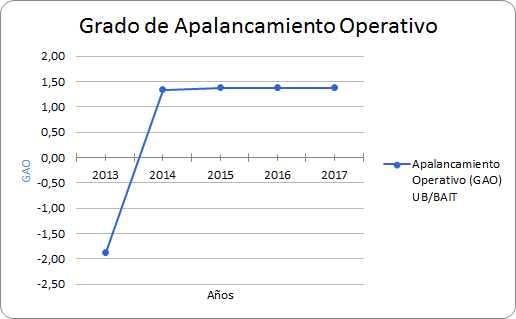 Grado de Apalancamiento Operativo
2,00
1,50
1,00
0,50
0,00
-0,50
-1,00
-1,50
-2,00
-2,50
GAO
2013 2014 2015 2016 2017
Años
Apalancamiento
Operativo (GAO)
UB/BAIT